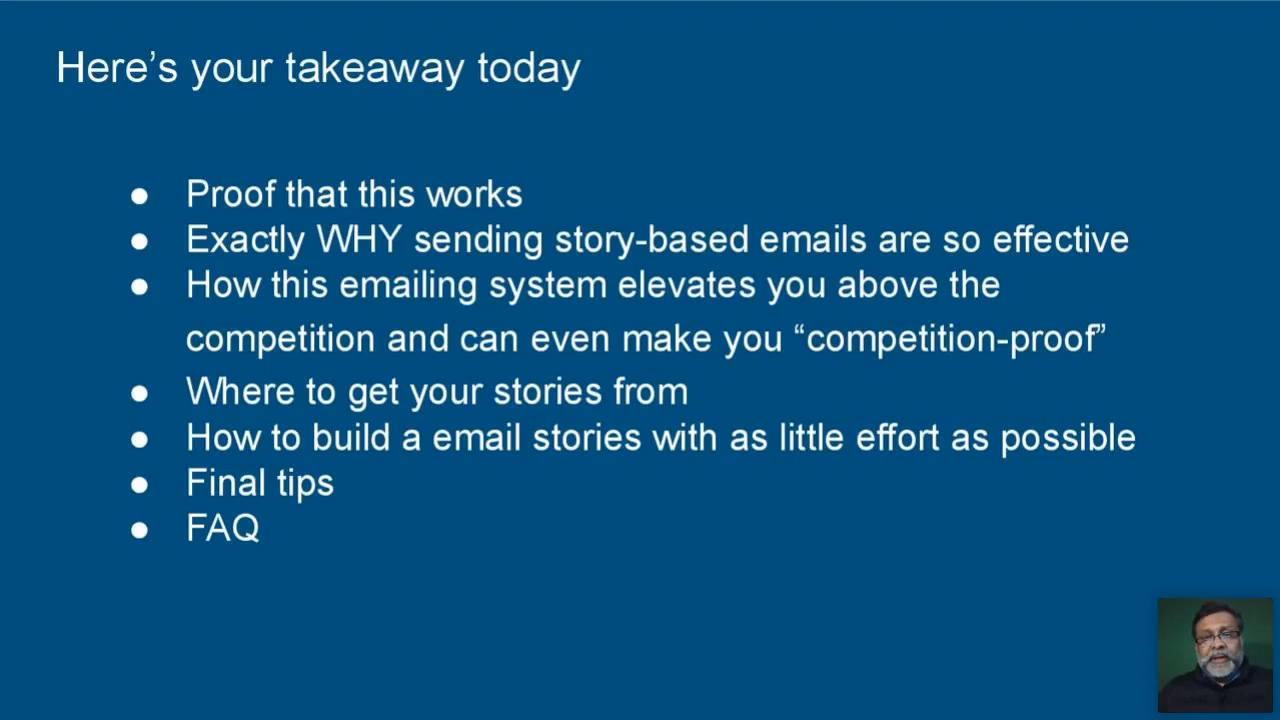 Here’s your takeaway today
● Proof that this works
● Exactly WHY sending story-based emails are so effective
● How this emailing system elevates you above the
competition and can even make you “competition-proof”
● Where to get your stories from
● How to build a email stories with as little effort as possible
● Final tips
● FAQ